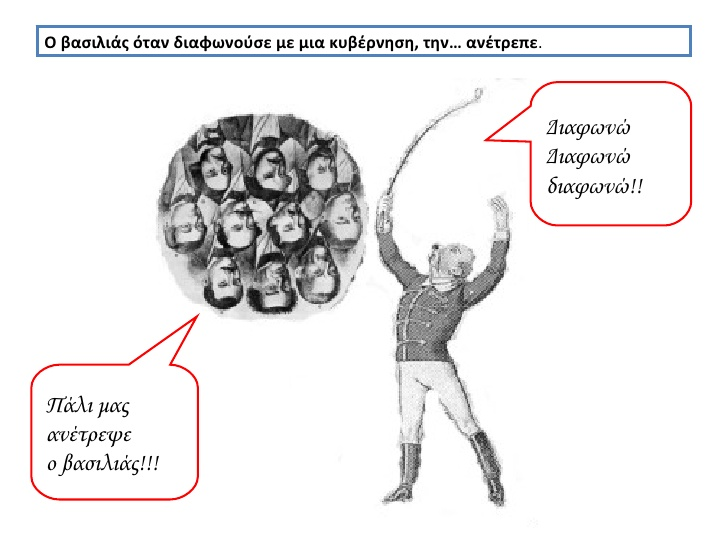 Ο βασιλιάς όταν διαφωνούσε με μια κυβέρνηση, την… ανέτρεπε.
Διαφωνώ
Διαφωνώ
διαφωνώ!!
Πάλι μας
ανέτρεψε
ο βασιλιάς!!!